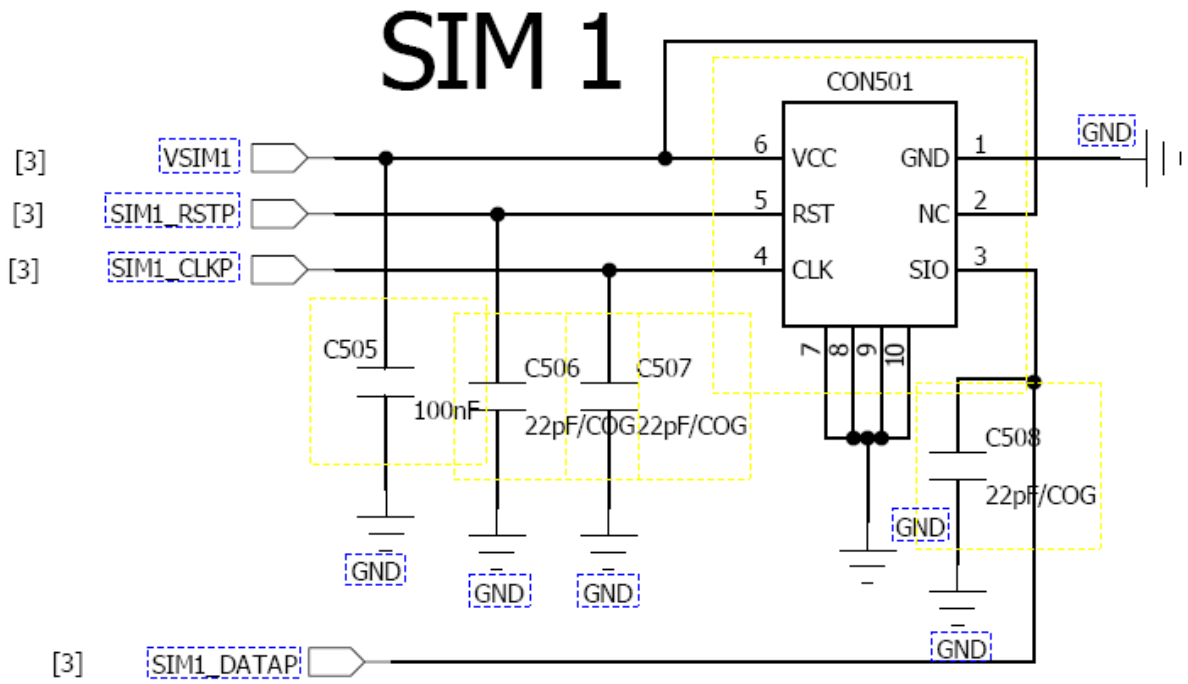 SIM 1
CON501
[3] VSIM1 6 VCC GND 1 GND
[3] SIM1_RSTP 5 RST NC 2
[3] SIM1_CLKP 4 CLK SIO 3
7 8 9 10
C505
100nF
C506
22pF/COG
C507
22pF/COG
C508
22pF/COG
GND
GND
GND
GND
GND
[3] SIM1_DATAP